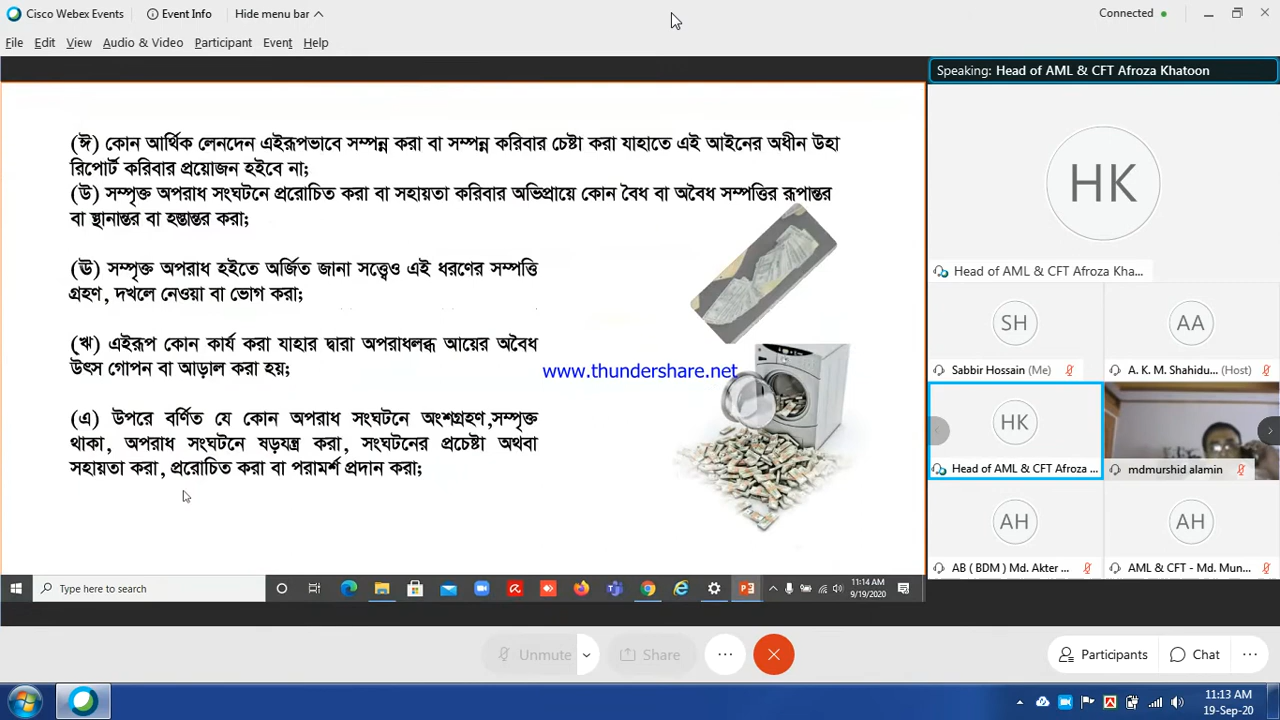 Cisco Webex Events
Event Info
Hide menu bar
Connected
File Edit View Audio & Video Participant Event Help
Speaking: Head of AML & CFT Afroza Khatoon
(ঈ) কোন আর্থিক লেনদেন এইরূপভাবে সম্পন্ন করা বা সম্পন্ন করিবার চেষ্টা করা যাহাতে এই আইনের অধীন উহা
রিপোর্ট করিবার প্রয়োজন হইবে না;
(উ) সম্পৃক্ত অপরাধ সংঘটনে প্ররোচিত করা বা সহায়তা করিবার অভিপ্রায়ে কোন বৈধ বা অবৈধ সম্পত্তির রূপান্তর
বা স্থানান্তর বা হস্তান্তর করা;
(ঊ) সম্পৃক্ত অপরাধ হইতে অর্জিত জানা সত্ত্বেও এই ধরণের সম্পত্তি
গ্রহণ, দখলে নেওয়া বা ভোগ করা;
(ঋ) এইরূপ কোন কার্য করা যাহার দ্বারা অপরাধলব্ধ আয়ের অবৈধ
উৎস গোপন বা আড়াল করা হয়;
www.thundershare.net
(এ) উপরে বর্ণিত যে কোন অপরাধ সংঘটনে অংশগ্রহণ,সম্পৃক্ত
থাকা, অপরাধ সংঘটনে ষড়যন্ত্র করা, সংঘটনের প্রচেষ্টা অথবা
সহায়তা করা, প্ররোচিত করা বা পরামর্শ প্রদান করা;
HK
Head of AML & CFT Afroza Kha...
SH
AA
Sabbir Hossain (Me)
A. K. M. Shahidu... (Host)
HK
Head of AML & CFT Afroza ...
mdmurshid alamin
AH
AH
AB ( BDM ) Md. Akter ...
AML & CFT - Md. Mun...
Type here to search
11:14 AM
9/19/2020
Unmute
Share
Participants
Chat
11:13 AM
19-Sep-20